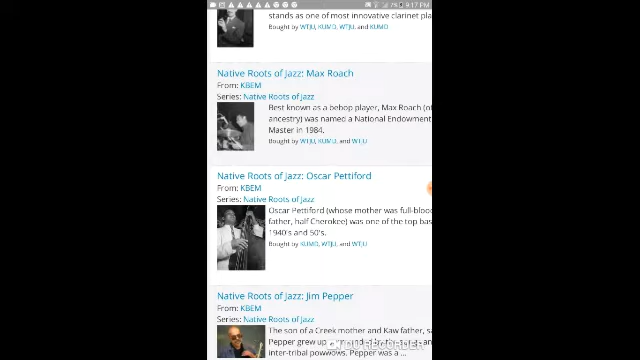 9:17 PM
stands as one of most innovative clarinet pla
Bought by WTJU, KUMD, WTJU, and KUMD
Native Roots of Jazz: Max Roach
From: KBEM
Series: Native Roots of Jazz
Best known as a bebop player, Max Roach (of
ancestry) was named a National Endowment
Master in 1984.
Bought by WTJU, KUMD, and WTJU
Native Roots of Jazz: Oscar Pettiford
From: KBEM
Series: Native Roots of Jazz
Oscar Pettiford (whose mother was full-blood
father, half Cherokee) was one of the top bas
1940's and 50's.
Bought by KUMD, WTJU, and WTJU
Native Roots of Jazz: Jim Pepper
From: KBEM
Series: Native Roots of Jazz
The son of a Creek mother and Kaw father, sa
Pepper grew up
inter-tribal powwows. Pepper was a ...
RECORDER